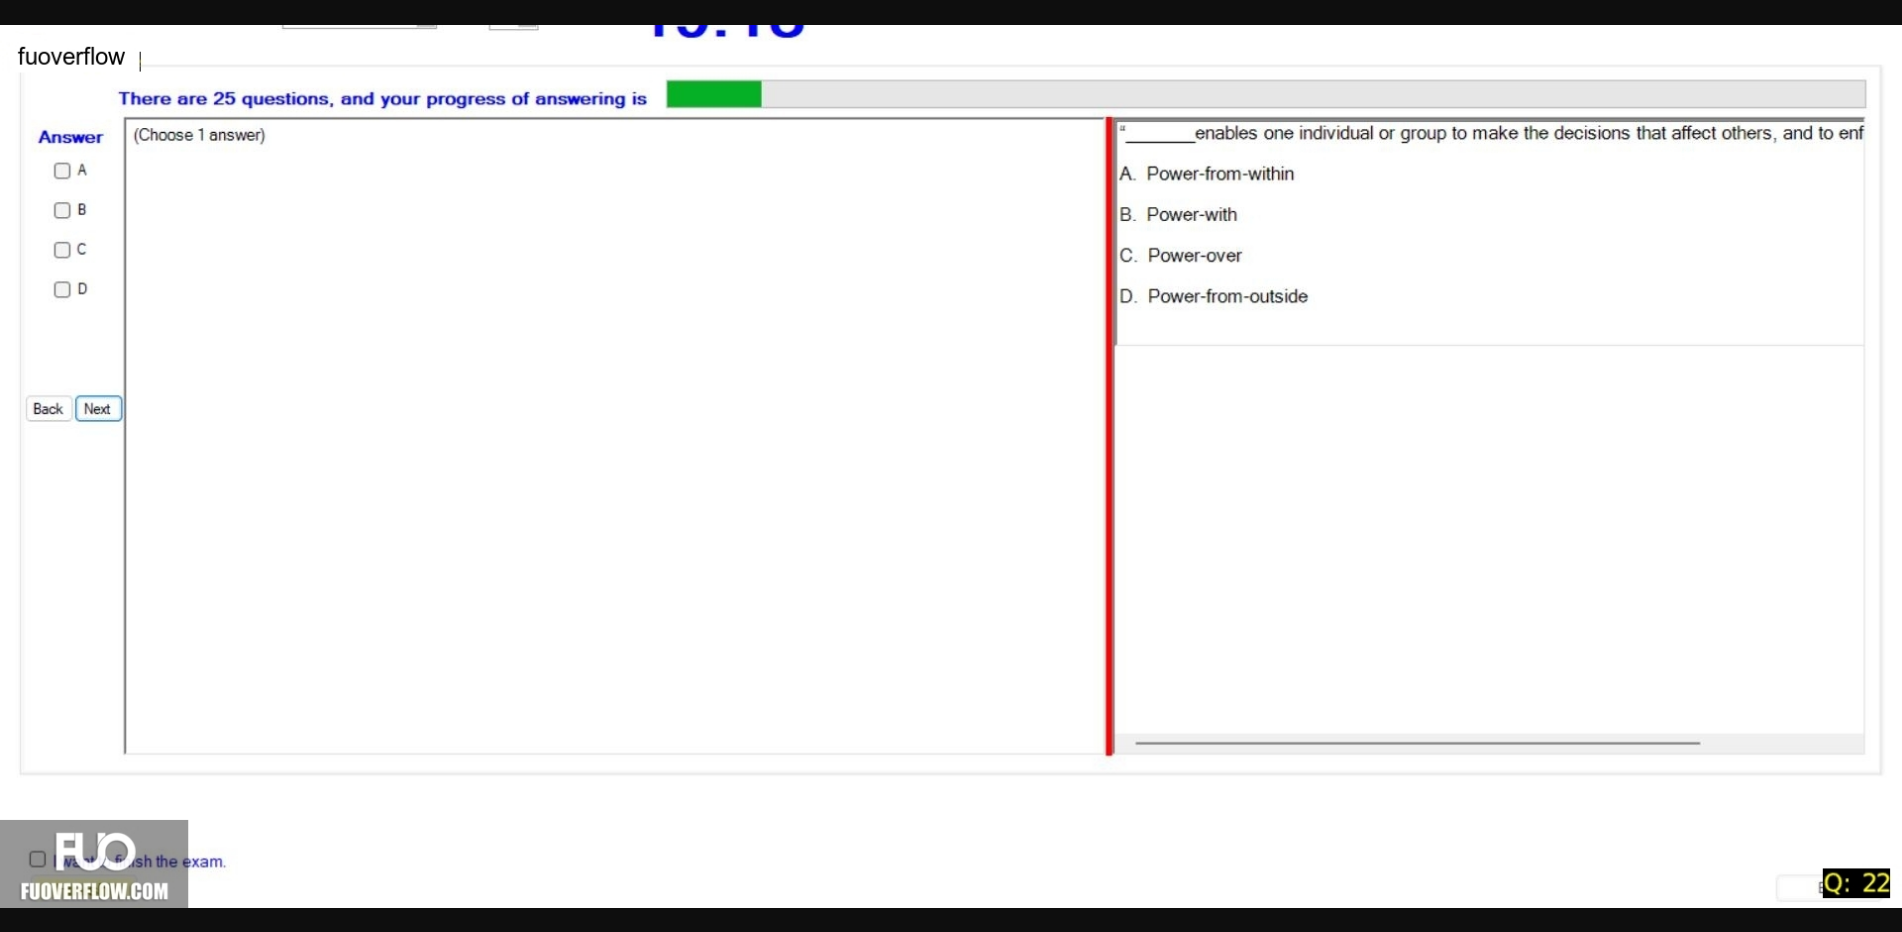 fuoverflow
There are 25 questions, and your progress of answering is
Answer
(Choose 1 answer)
A
B
C
D
Back Next
"_______enables one individual or group to make the decisions that affect others, and to enf
A. Power-from-within
B. Power-with
C. Power-over
D. Power-from-outside
FUO
sh the exam.
FUOVERFLOW.COM
Q: 22